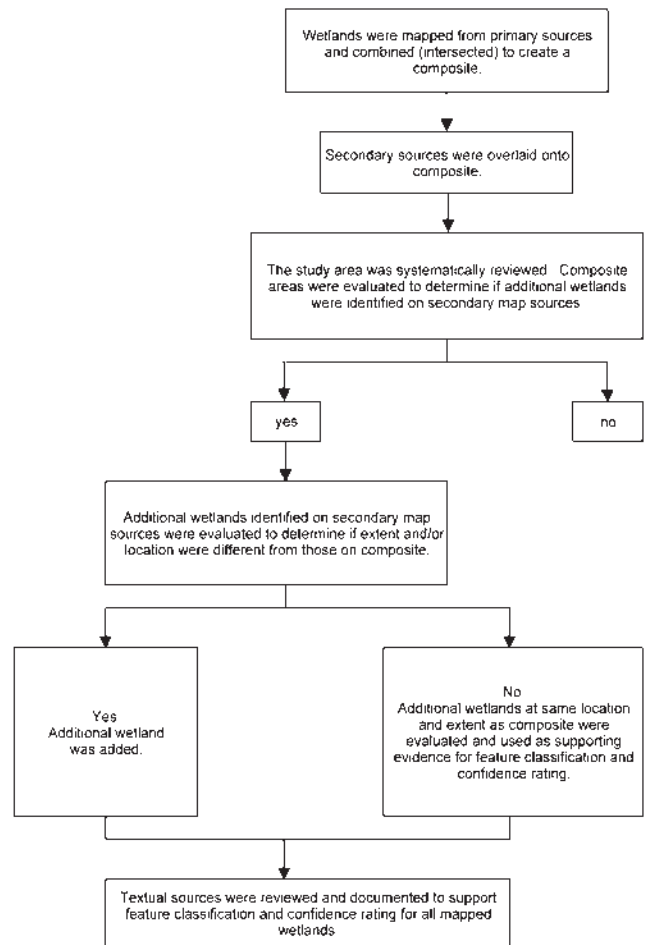 Wetlands were mapped from primary sources
and combined (intersected) to create a
composite.
Secondary sources were overlaid onto
composite.
The study area was systematically reviewed Composite
areas were evaluated to determine if additional wetlands
were identified on secondary map sources
yes
no
Additional wetlands identified on secondary map
sources were evaluated to determine if extent and/or
location were different from those on composite.
Yes
Additional wetland
was added.
No
Additional wetlands at same location
and extent as composite were
evaluated and used as supporting
evidence for feature classification and
confidence rating.
Textual sources were reviewed and documented to support
feature classification and confidence rating for all mapped
wetlands